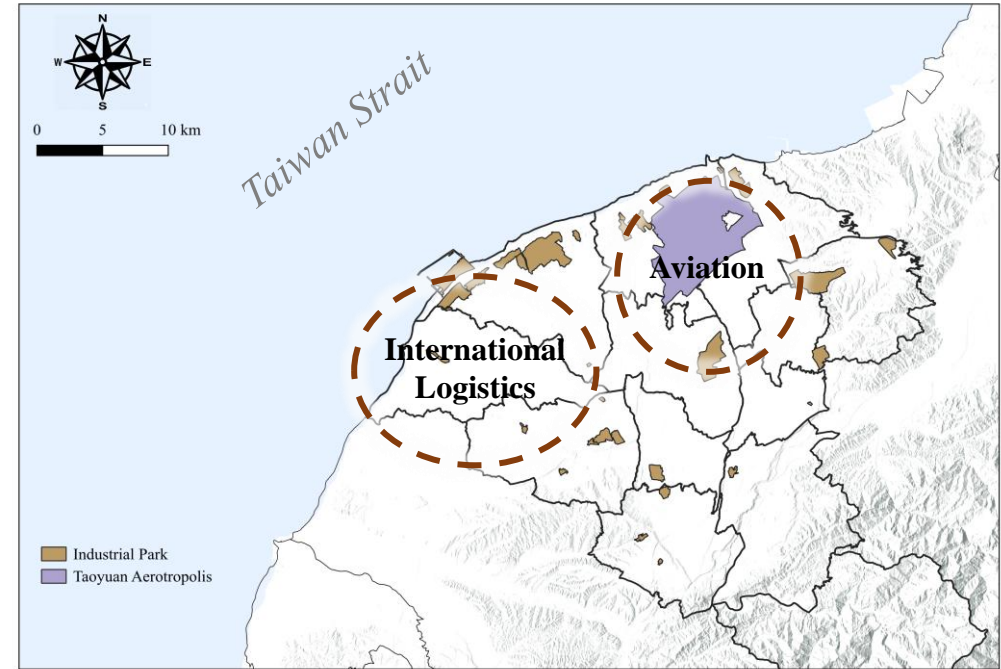 N
W E
S
0 5 10 km
Taiwan Strait
Aviation
International
Logistics
Industrial Park
Taoyuan Aerotropolis